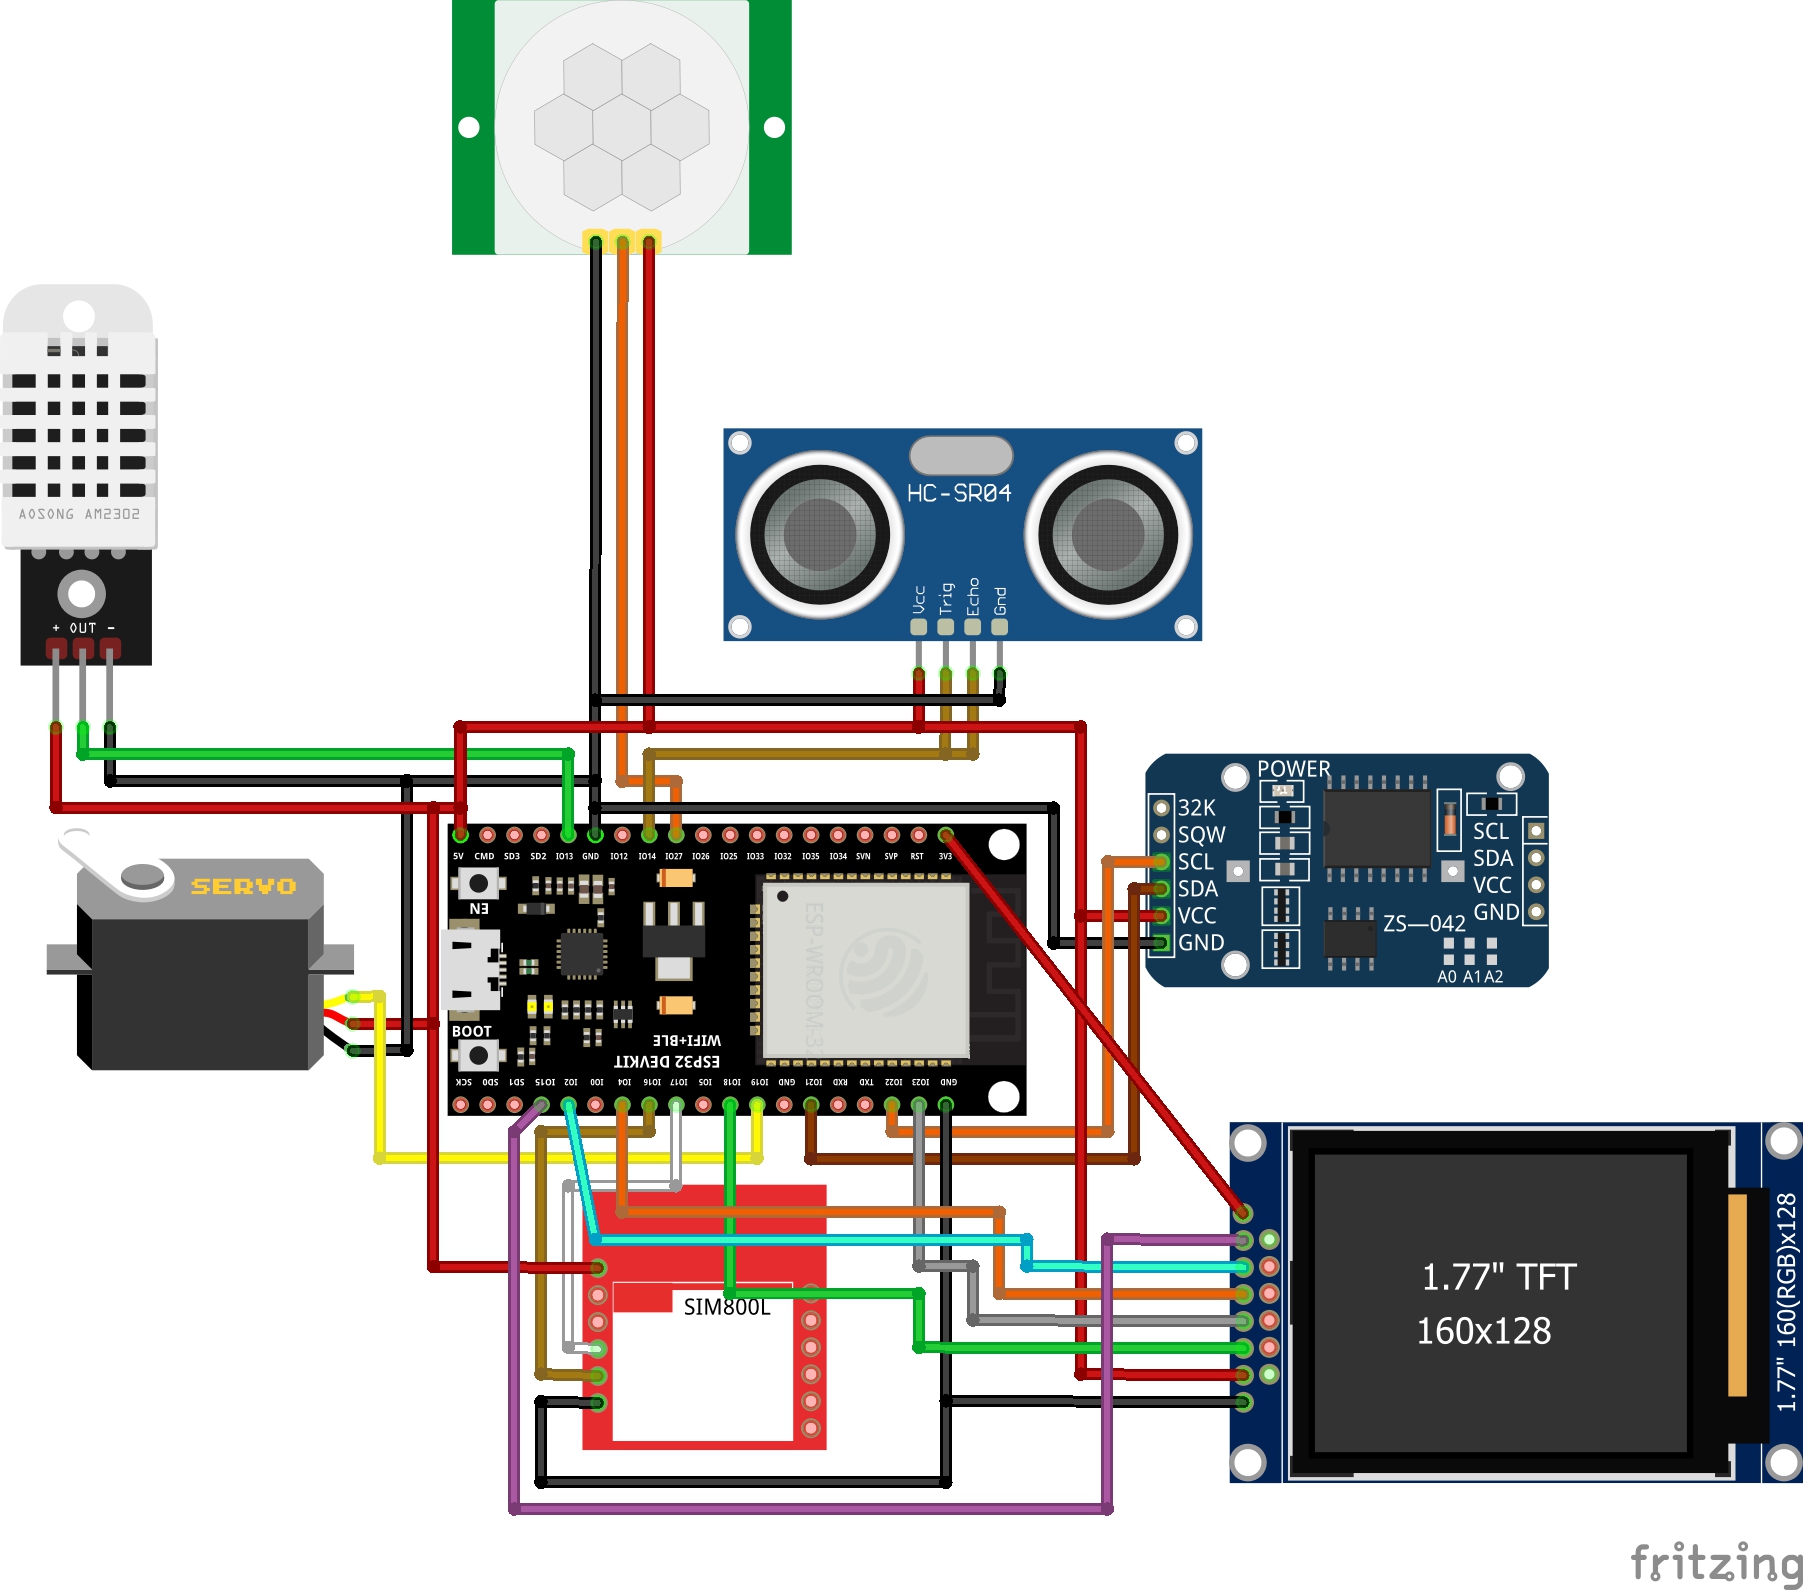 AOSONG AM2302
+ OUT -
HC-SR04
Vcc
Trig
Echo
Gnd
SERVO
5V CMD SD3 SD2 IO13 GND IO12 IO14 IO27 IO26 IO25 IO33 IO32 IO35 IO34 SVN SVP RST 3V3
EN
ESP-WROOM-32
BOOT
WIFI+BLE
ESP32 DEVKIT
SCK SD0 SD1 IO15 IO2 IO0 IO4 IO16 IO17 IO5 IO18 IO19 GND IO21 RXD TXD IO22 IO23 GND
POWER
32K
SQW
SCL
SDA
VCC
GND
SCL
SDA
VCC
GND
ZS—042
A0 A1 A2
SIM800L
1.77" TFT
160x128
1.77" 160(RGB)x128
fritzing